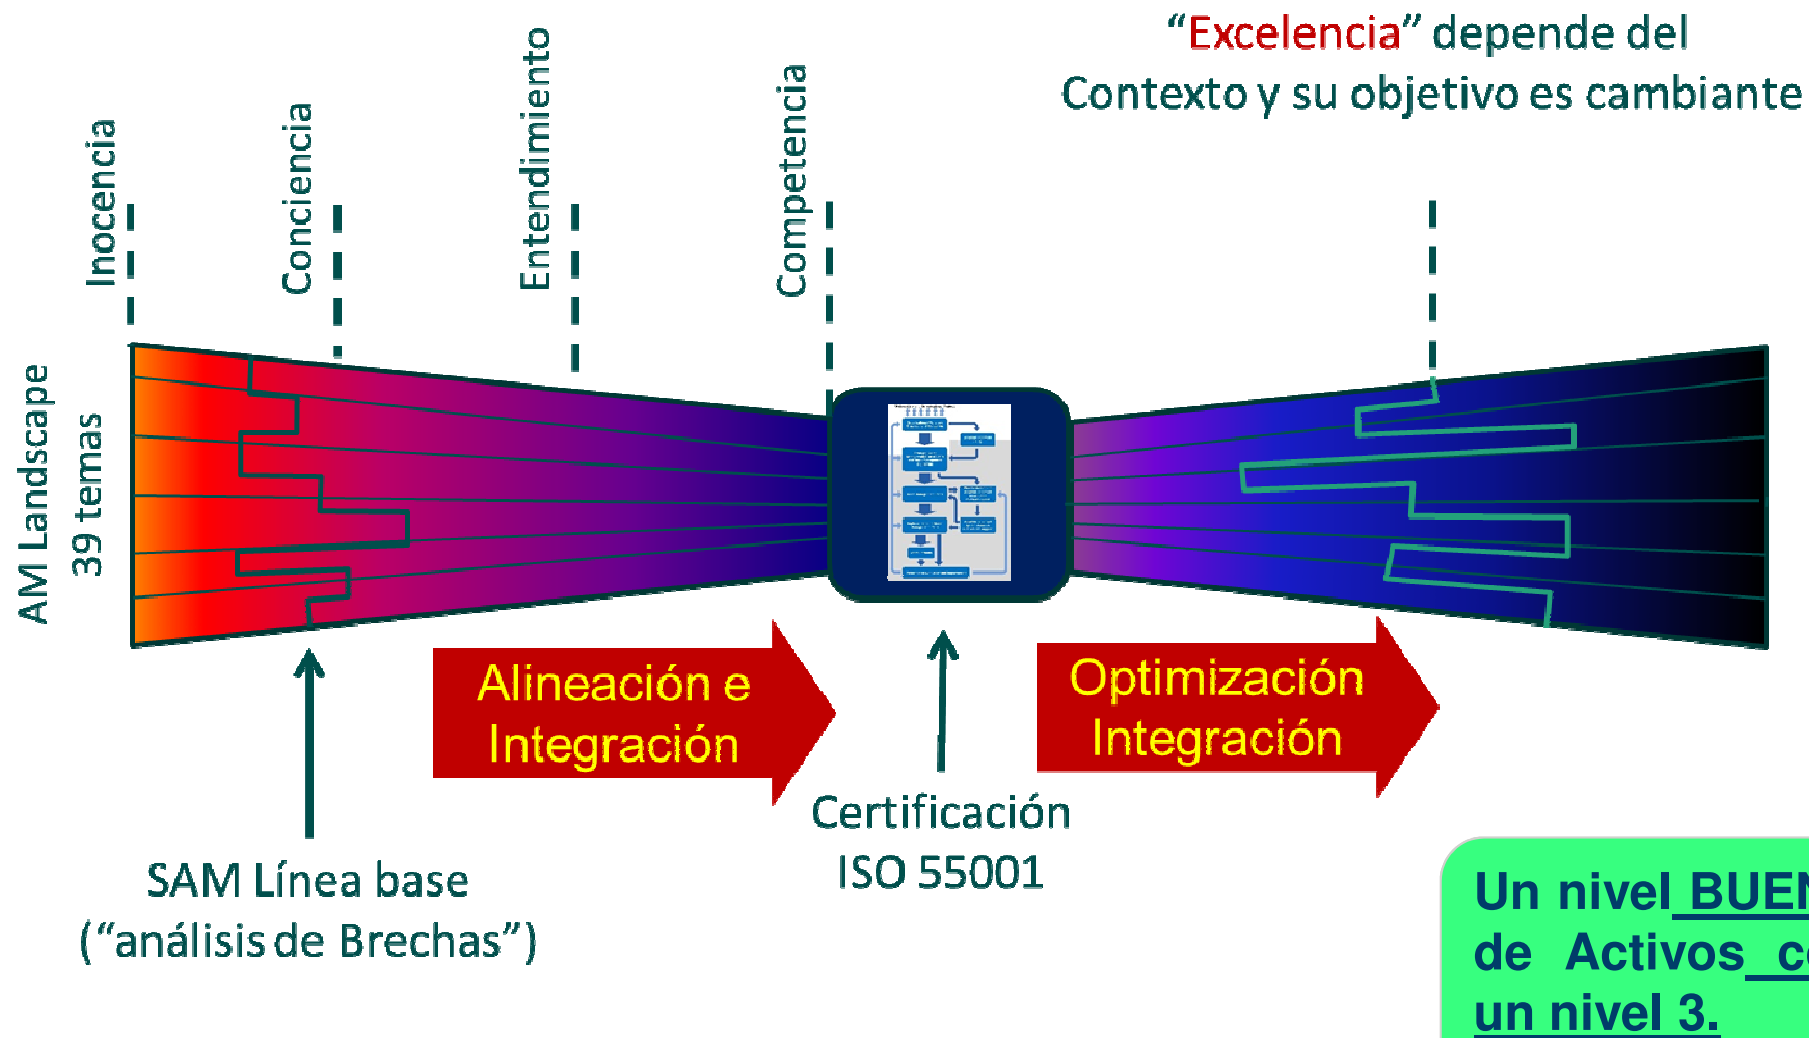 “Excelencia” depende del
Contexto y su objetivo es cambiante
Inocencia
Conciencia
Entendimiento
Competencia
AM Landscape
39 temas
Alineación e
Integración
Optimización
Integración
Certificación
ISO 55001
SAM Línea base
(“análisis de Brechas”)
Un nivel BUEN
de Activos c
un nivel 3.